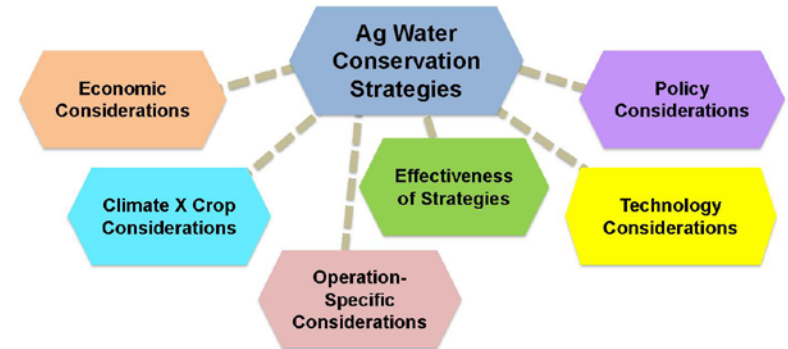 Ag Water
Conservation
Strategies
Economic
Considerations
Policy
Considerations
Climate X Crop
Considerations
Effectiveness
of Strategies
Technology
Considerations
Operation-
Specific
Considerations